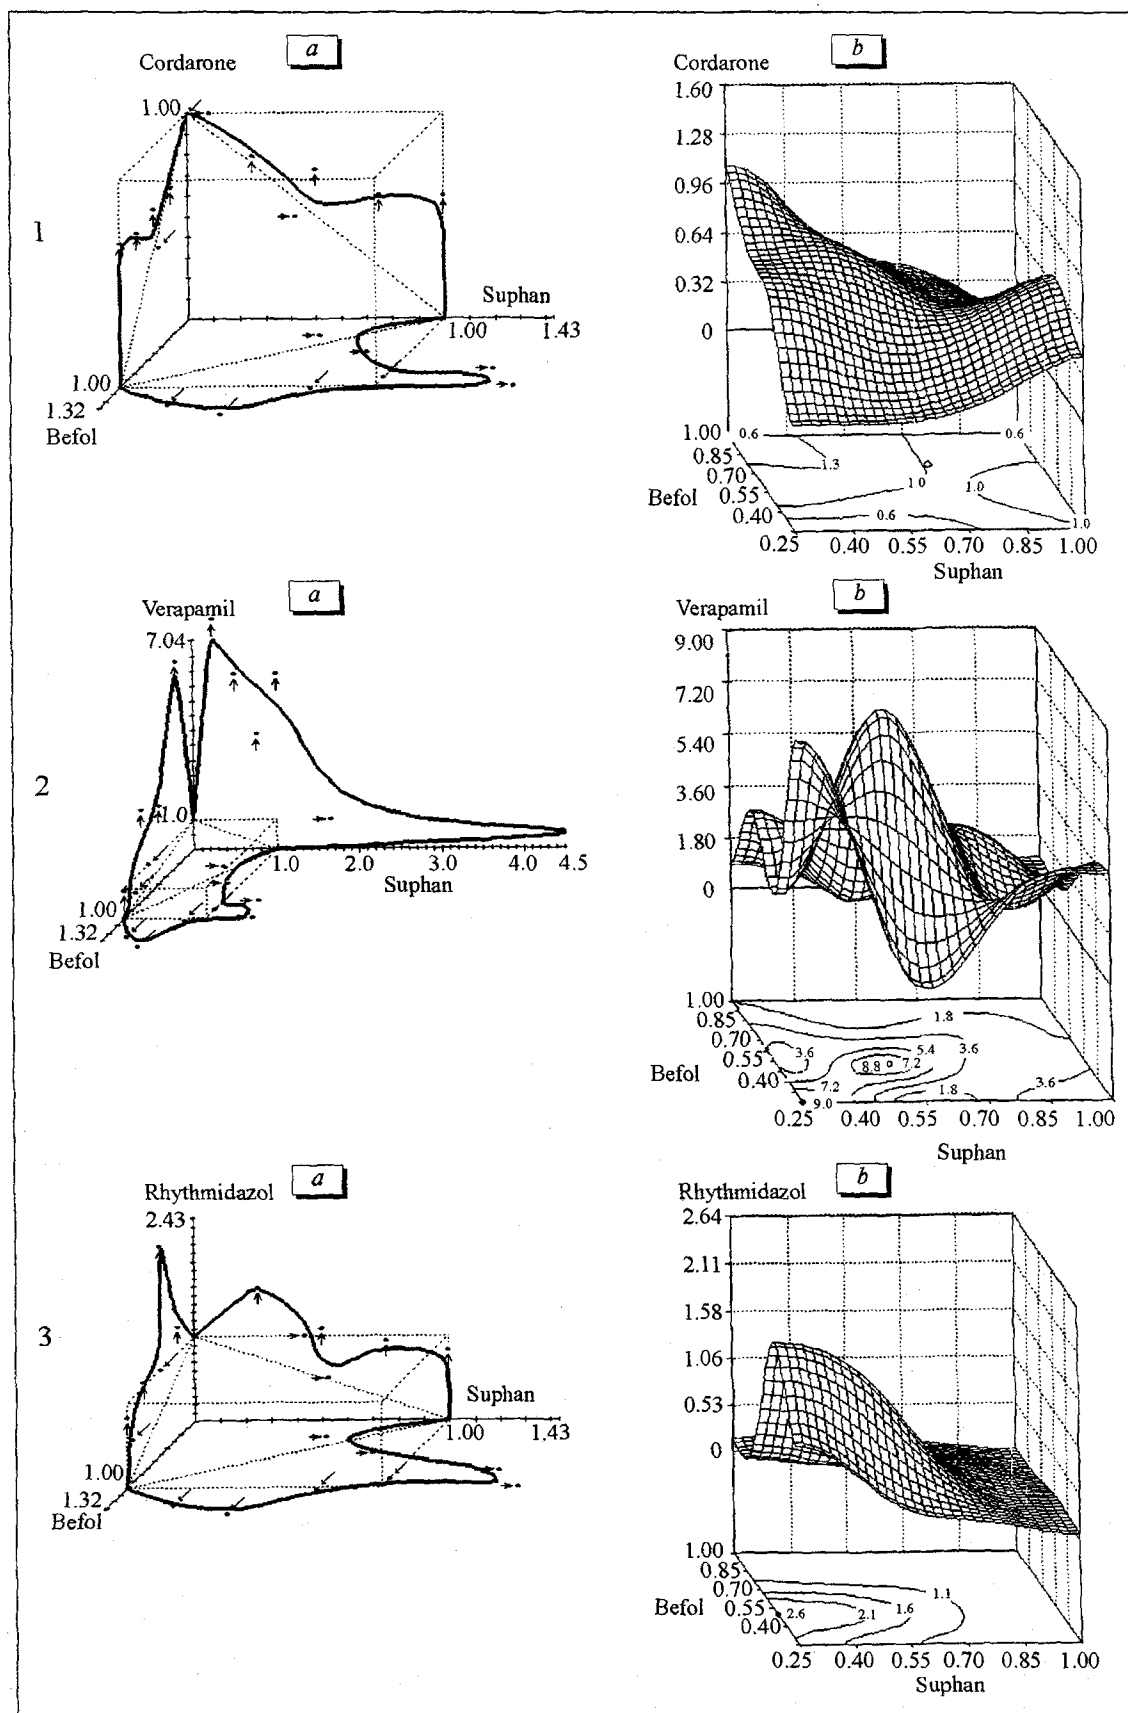 a
Cordarone
1.00
Suphan
1.00 1.43
1.00
1.32
Befol
b
Cordarone
1.60
1.28
0.96
0.64
0.32
0
1.00
0.85
0.70
0.55
0.40
Befol
0.6
0.6
1.3
1.0
1.0
0.6
1.0
0.25 0.40 0.55 0.70 0.85 1.00
Suphan
1
a
Verapamil
7.04
1.0
1.0 2.0 3.0 4.0 4.5
Suphan
1.00
1.32
Befol
b
Verapamil
9.00
7.20
5.40
3.60
1.80
0
1.00
0.85
0.70
0.55
0.40
Befol
1.8
3.6
5.4
3.6
8.8
7.2
7.2
3.6
9.0
1.8
0.25 0.40 0.55 0.70 0.85 1.00
Suphan
2
a
Rhythmidazol
2.43
Suphan
1.00 1.43
1.00
1.32
Befol
b
Rhythmidazol
2.64
2.11
1.58
1.06
0.53
0
1.00
0.85
0.70
0.55
0.40
Befol
1.1
1.6
2.1
2.6
0.25 0.40 0.55 0.70 0.85 1.00
Suphan
3